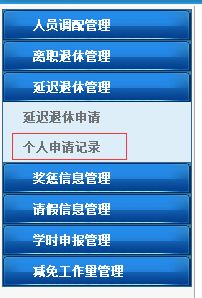 人员调配管理
离职退休管理
延迟退休管理
延迟退休申请
个人申请记录
奖惩信息管理
请假信息管理
学时申报管理
减免工作量管理